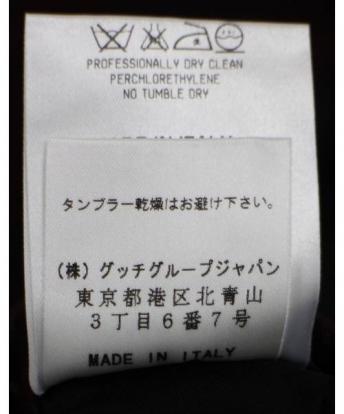 PROFESSIONALLY DRY CLEAN
PERCHLORETHYLENE
NO TUMBLE DRY
タンブラー乾燥はお避け下さい。
(株)グッチグループジャパン
東京都港区北青山
3丁目6番7号
MADE IN ITALY